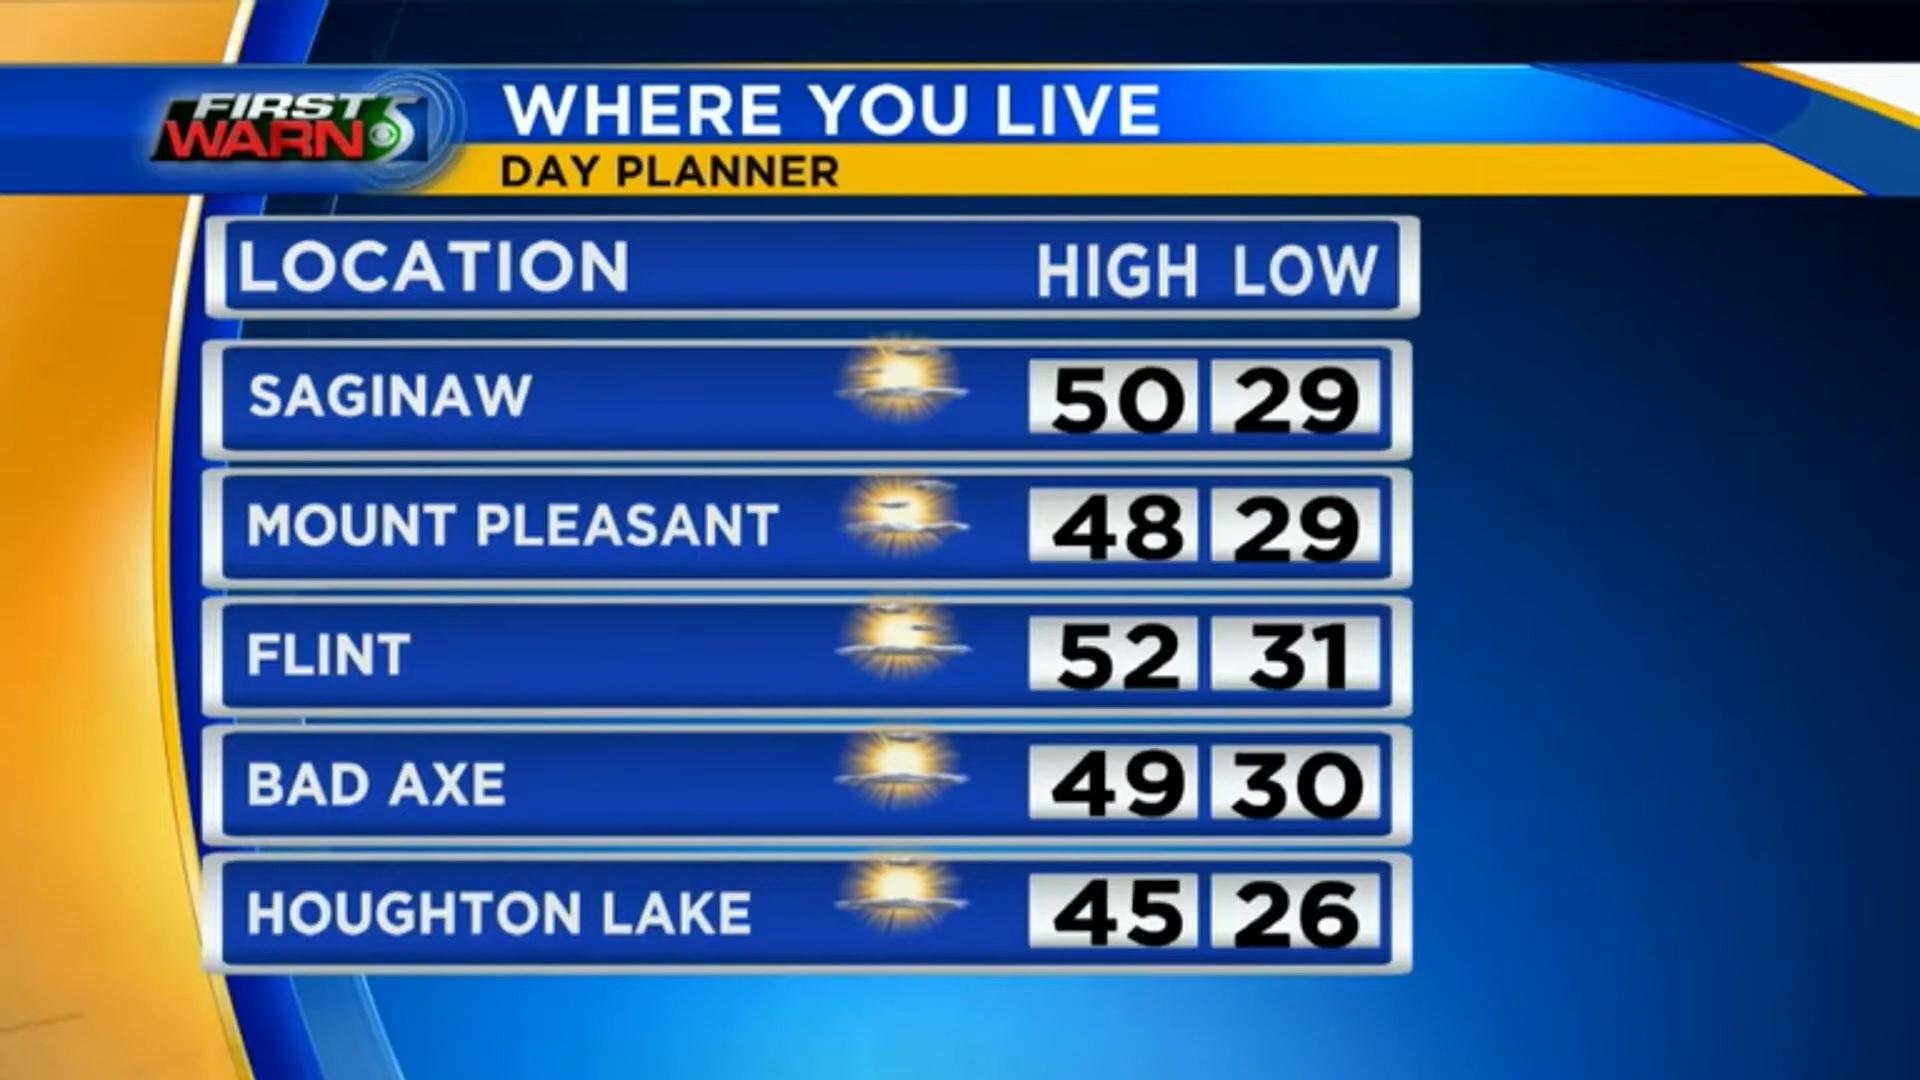 FIRST
WARN 5
WHERE YOU LIVE
DAY PLANNER
LOCATION HIGH LOW
SAGINAW 50 29
MOUNT PLEASANT 48 29
FLINT 52 31
BAD AXE 49 30
HOUGHTON LAKE 45 26